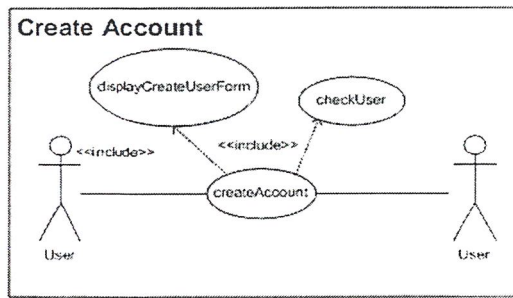 Create Account
displayCreateUserForm
checkUser
<<include>>
<<include>>
createAccount
User
User